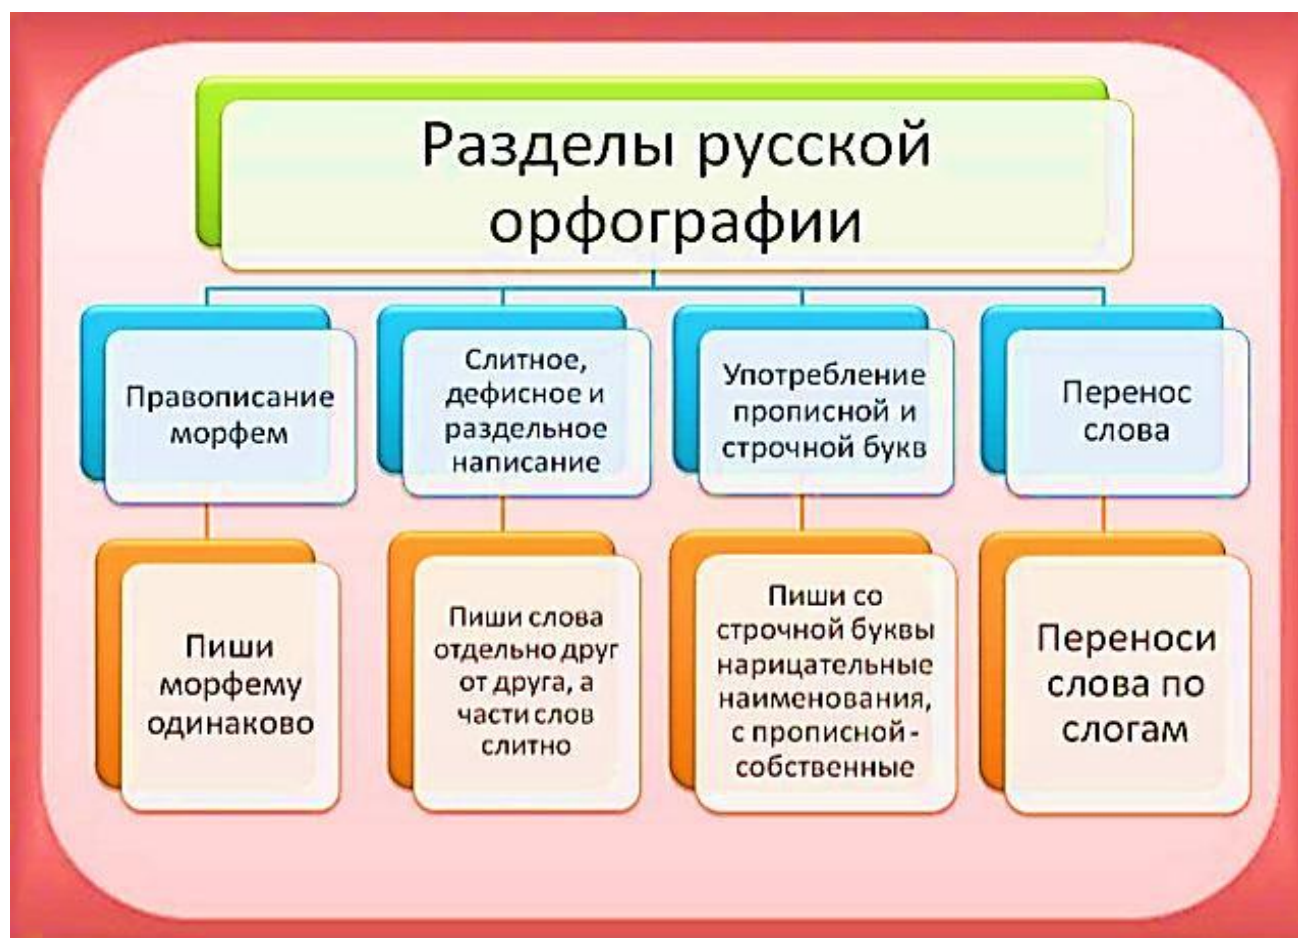 Разделы русской
орфографии
Правописание
морфем
Слитное,
дефисное и
раздельное
написание
Употребление
прописной и
строчной букв
Перенос
слова
Пиши
морфему
одинаково
Пиши слова
отдельно друг
от друга, а
части слов
слитно
Пиши со
строчной буквы
нарицательные
наименования,
с прописной -
собственные
Переноси
слова по
слогам